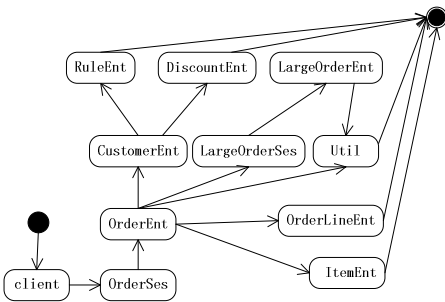 RuleEnt
DiscountEnt
LargeOrderEnt
CustomerEnt
LargeOrderSes
Util
OrderEnt
OrderLineEnt
client
OrderSes
ItemEnt